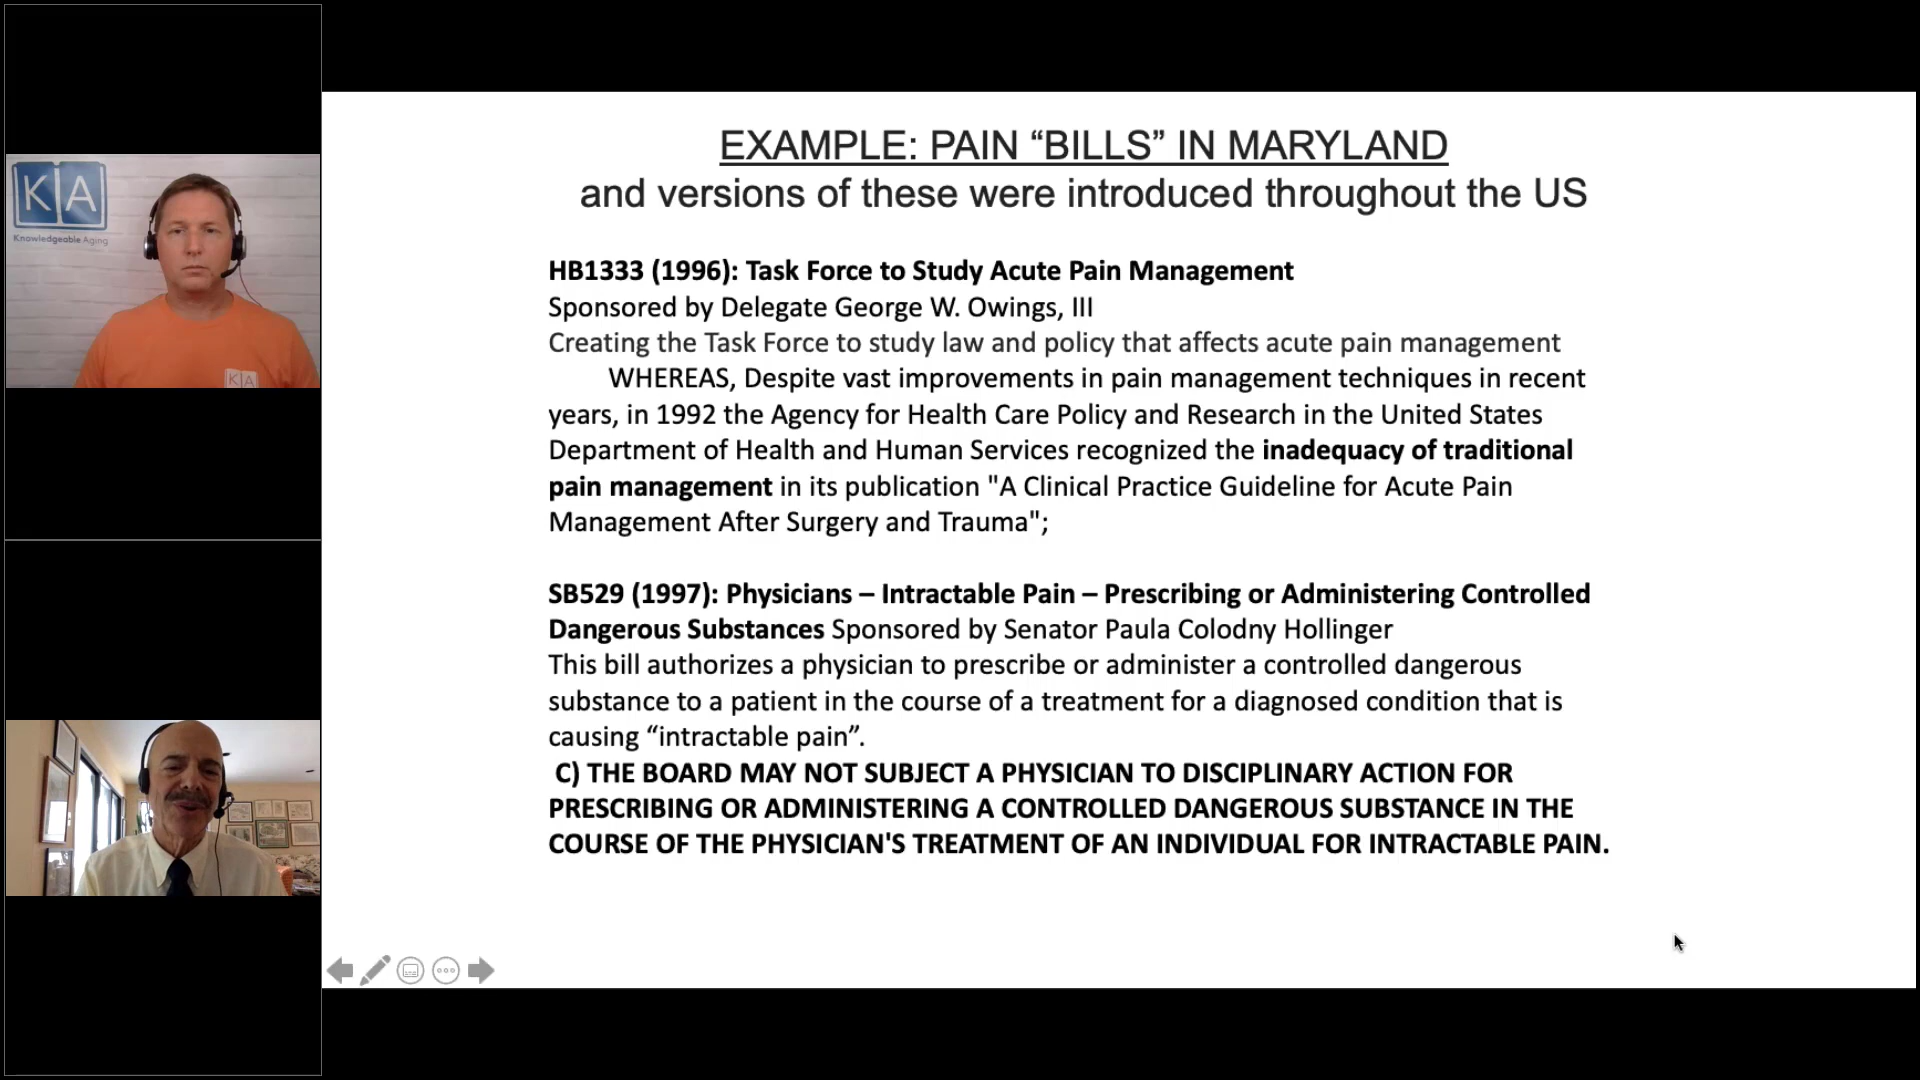 K A
Knowledgeable Aging
KA
EXAMPLE: PAIN “BILLS” IN MARYLAND
and versions of these were introduced throughout the US
HB1333 (1996): Task Force to Study Acute Pain Management
Sponsored by Delegate George W. Owings, III
Creating the Task Force to study law and policy that affects acute pain management
WHEREAS, Despite vast improvements in pain management techniques in recent
years, in 1992 the Agency for Health Care Policy and Research in the United States
Department of Health and Human Services recognized the inadequacy of traditional
pain management in its publication "A Clinical Practice Guideline for Acute Pain
Management After Surgery and Trauma";
SB529 (1997): Physicians – Intractable Pain – Prescribing or Administering Controlled
Dangerous Substances Sponsored by Senator Paula Colodny Hollinger
This bill authorizes a physician to prescribe or administer a controlled dangerous
substance to a patient in the course of a treatment for a diagnosed condition that is
causing “intractable pain”.
C) THE BOARD MAY NOT SUBJECT A PHYSICIAN TO DISCIPLINARY ACTION FOR
PRESCRIBING OR ADMINISTERING A CONTROLLED DANGEROUS SUBSTANCE IN THE
COURSE OF THE PHYSICIAN'S TREATMENT OF AN INDIVIDUAL FOR INTRACTABLE PAIN.